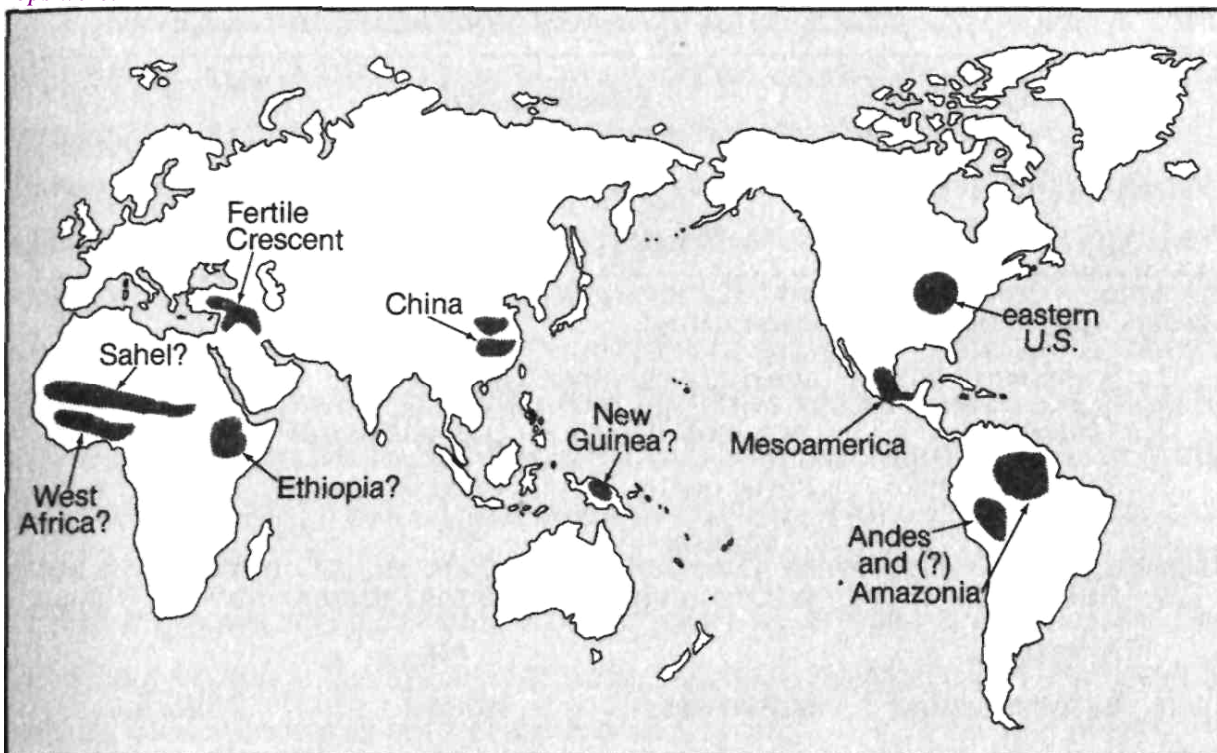 Fertile
Crescent
China
Sahel?
West
Africa?
Ethiopia?
New
Guinea?
eastern
U.S.
Mesoamerica
Andes
and (?)
Amazonia